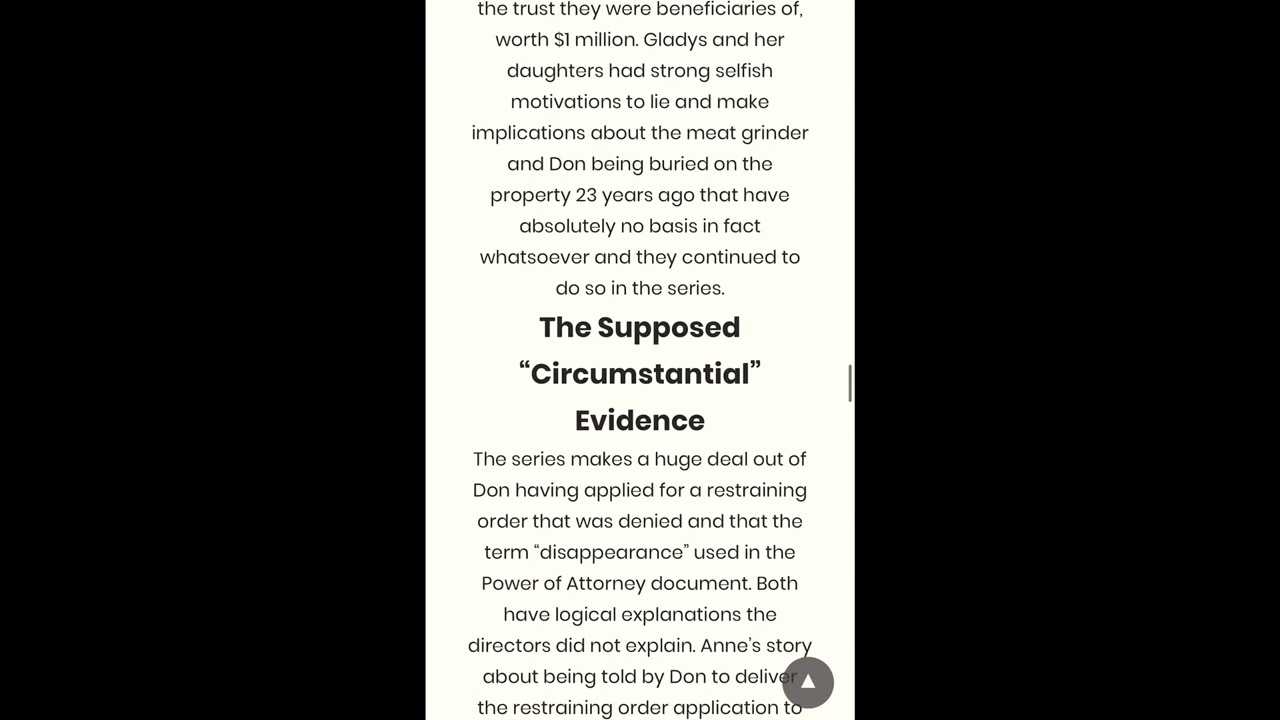 the trust they were beneficiaries of,
worth $1 million. Gladys and her
daughters had strong selfish
motivations to lie and make
implications about the meat grinder
and Don being buried on the
property 23 years ago that have
absolutely no basis in fact
whatsoever and they continued to
do so in the series.
The Supposed
“Circumstantial”
Evidence
The series makes a huge deal out of
Don having applied for a restraining
order that was denied and that the
term “disappearance” used in the
Power of Attorney document. Both
have logical explanations the
directors did not explain. Anne’s story
about being told by Don to deliver
the restraining order application to